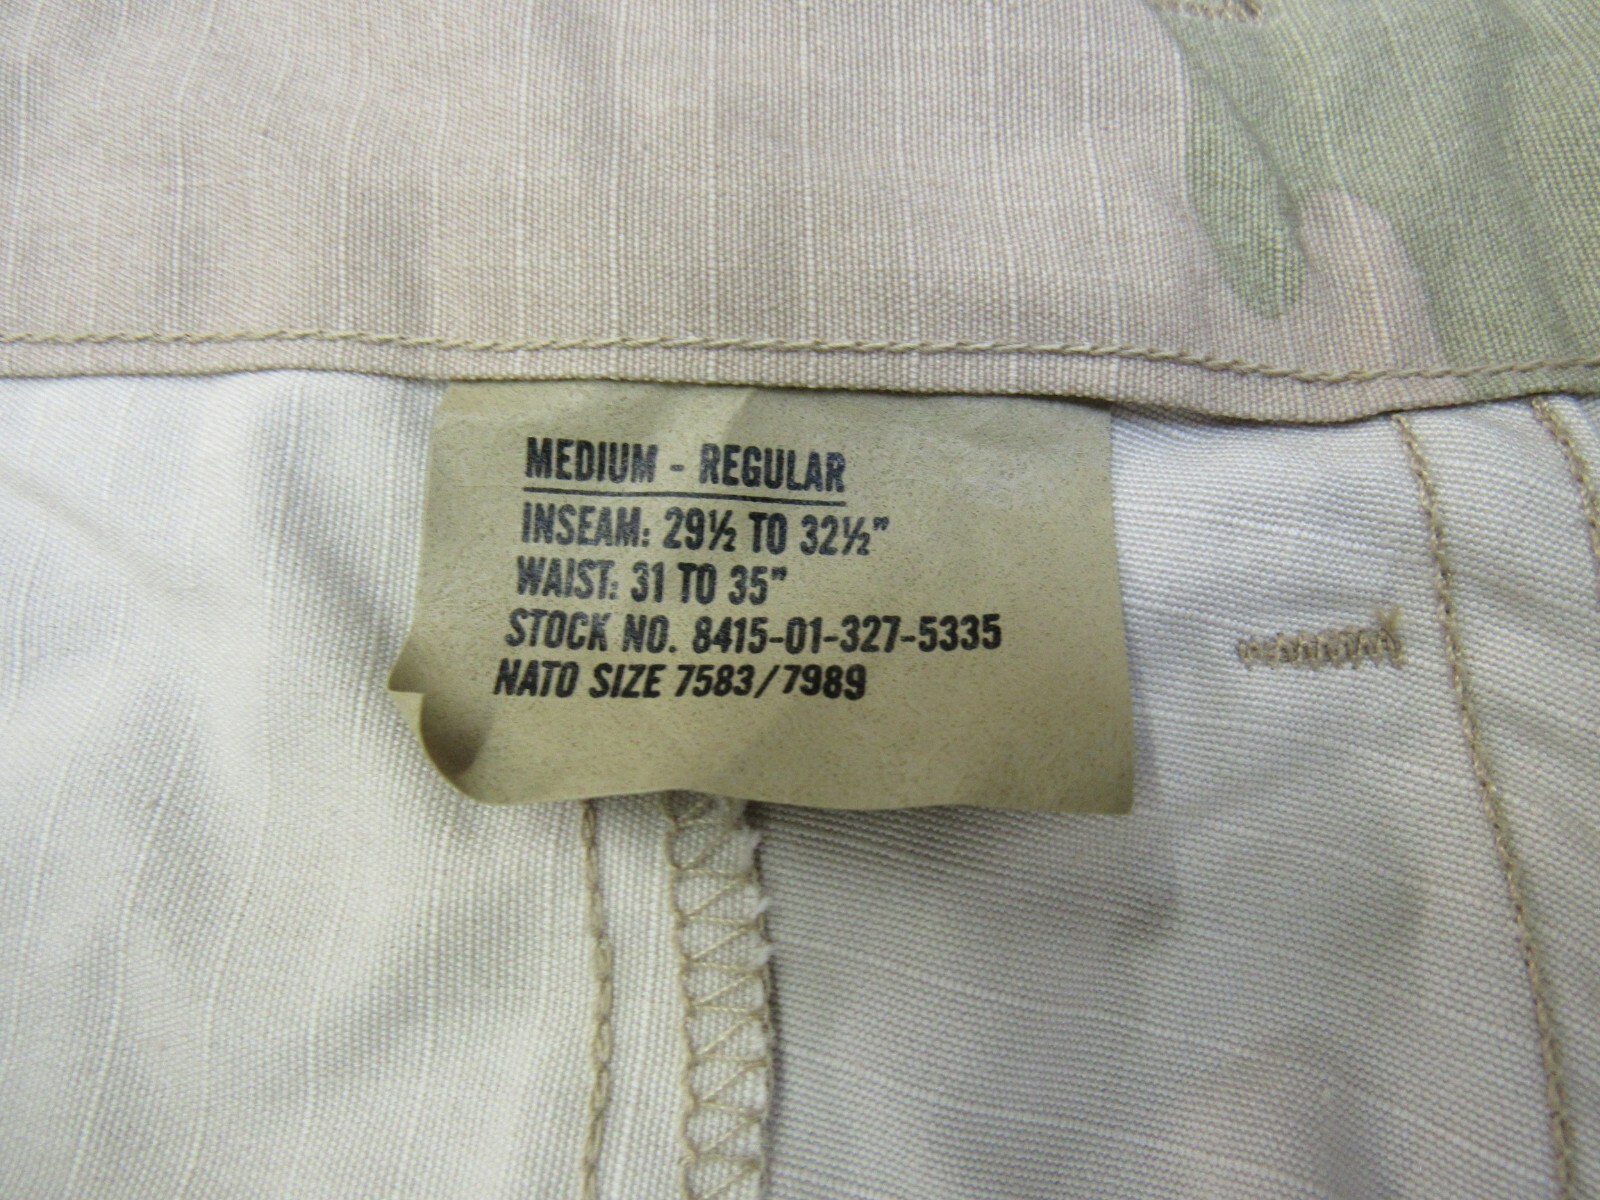 MEDIUM - REGULAR
INSEAM: 29½ TO 32½"
WAIST: 31 TO 35"
STOCK NO. 8415-01-327-5335
NATO SIZE 7583/7989